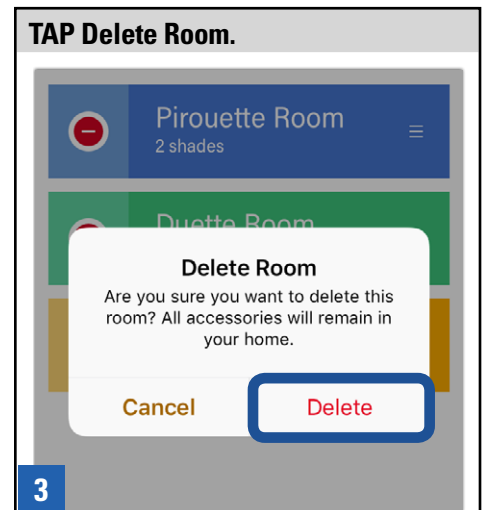 TAP Delete Room.
Pirouette Room
2 shades
Duette Room
Delete Room
Are you sure you want to delete this
room? All accessories will remain in
your home.
Cancel
Delete
3